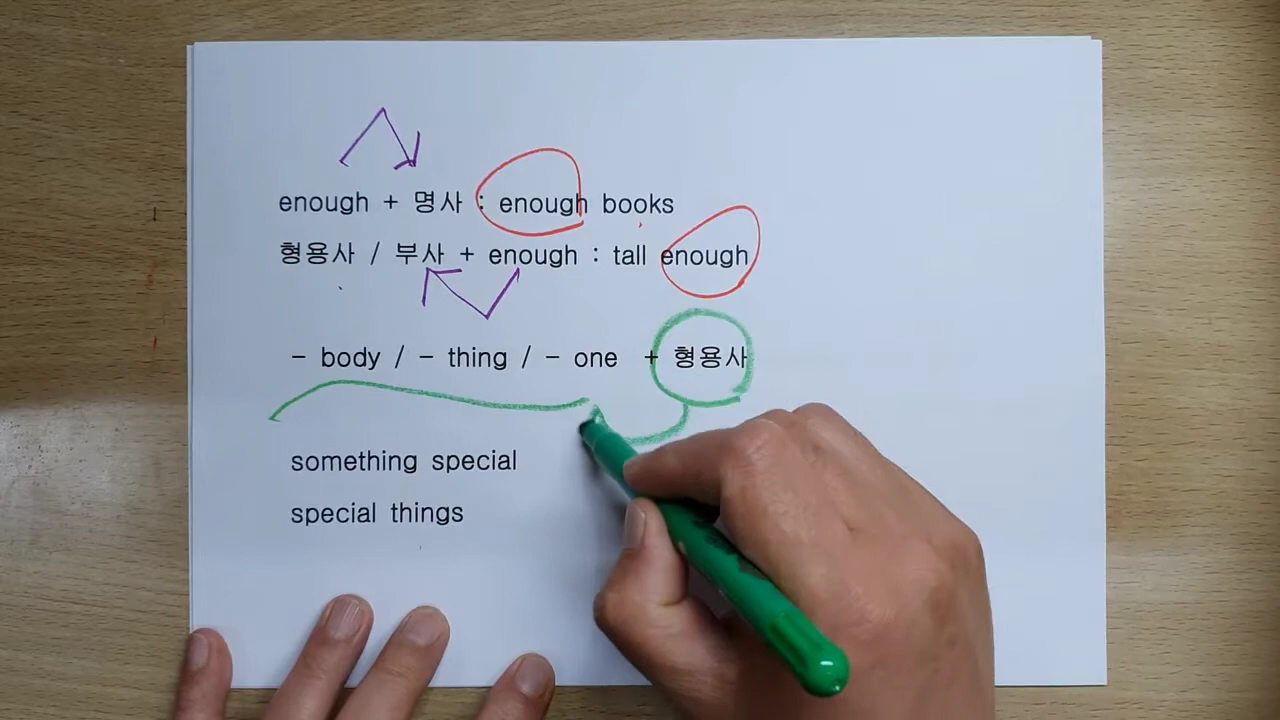 enough + 명사 : enough books
형용사 / 부사 + enough : tall enough
- body / - thing / - one + 형용사
something special
special things